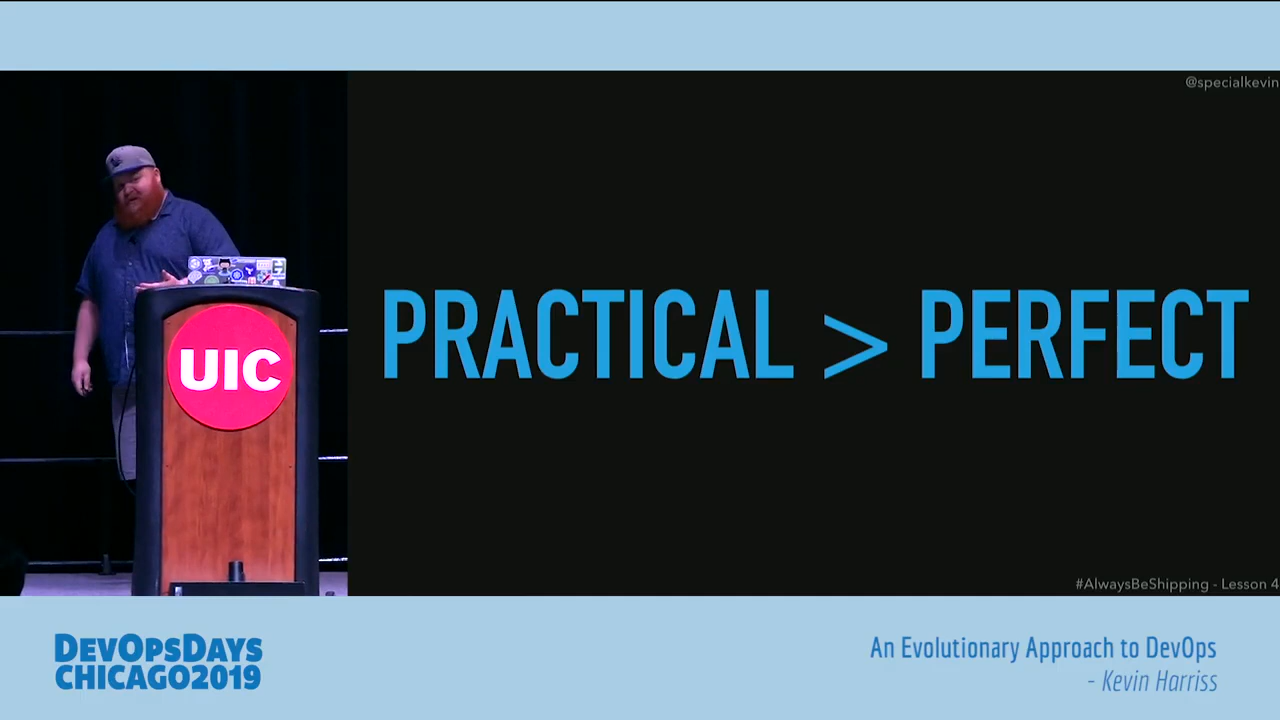 @specialkevin
PRACTICAL > PERFECT
UIC
#AlwaysBeShipping - Lesson 4
DEVOPSDAYS
CHICAGO2019
An Evolutionary Approach to DevOps
- Kevin Harriss